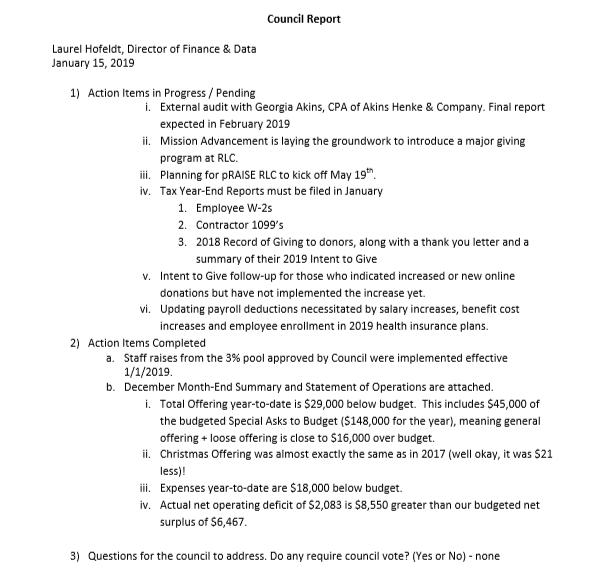 Council Report
Laurel Hofeldt, Director of Finance & Data
January 15, 2019
1) Action Items in Progress / Pending
i. External audit with Georgia Akins, CPA of Akins Henke & Company. Final report
expected in February 2019
ii. Mission Advancement is laying the groundwork to introduce a major giving
program at RLC.
iii. Planning for pRAISE RLC to kick off May 19th.
iv. Tax Year-End Reports must be filed in January
1. Employee W-2s
2. Contractor 1099's
3. 2018 Record of Giving to donors, along with a thank you letter and a
summary of their 2019 Intent to Give
v. Intent to Give follow-up for those who indicated increased or new online
donations but have not implemented the increase yet.
vi. Updating payroll deductions necessitated by salary increases, benefit cost
increases and employee enrollment in 2019 health insurance plans.
2) Action Items Completed
a. Staff raises from the 3% pool approved by Council were implemented effective
1/1/2019.
b. December Month-End Summary and Statement of Operations are attached.
i. Total Offering year-to-date is $29,000 below budget. This includes $45,000 of
the budgeted Special Asks to Budget ($148,000 for the year), meaning general
offering + loose offering is close to $16,000 over budget.
ii. Christmas Offering was almost exactly the same as in 2017 (well okay, it was $21
less)!
iii. Expenses year-to-date are $18,000 below budget.
iv. Actual net operating deficit of $2,083 is $8,550 greater than our budgeted net
surplus of $6,467.
3) Questions for the council to address. Do any require council vote? (Yes or No) - none